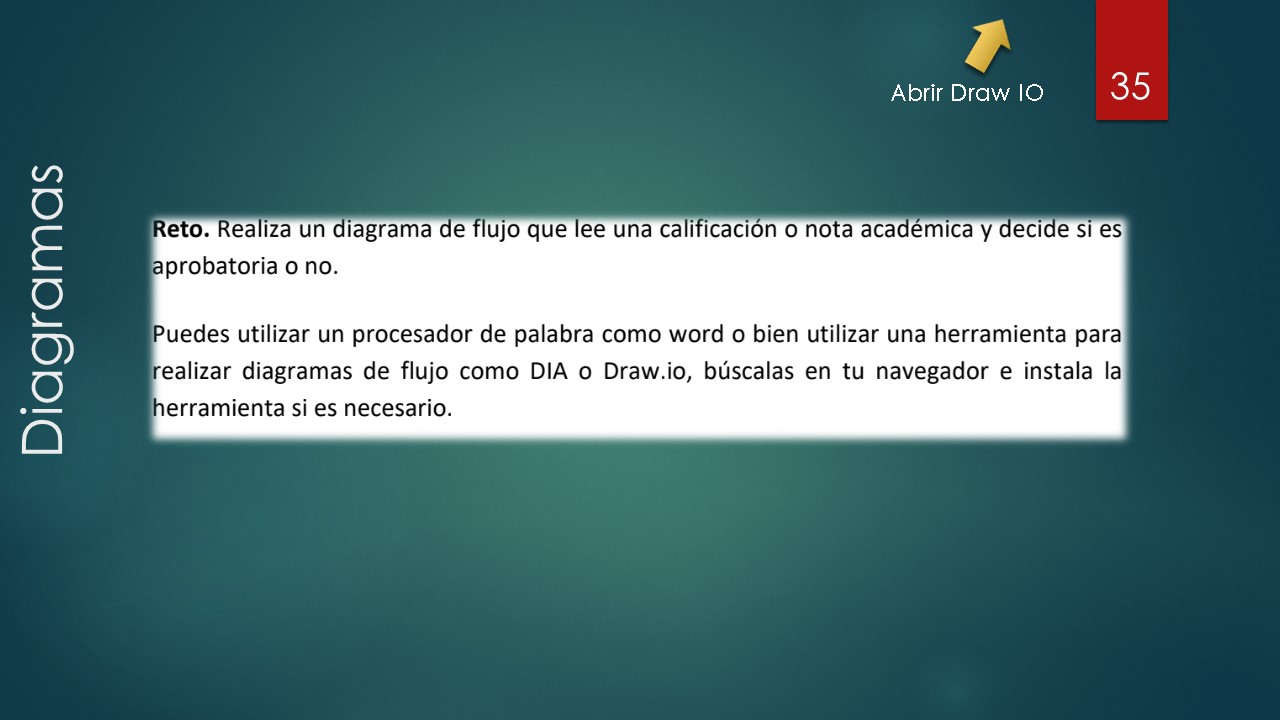 Abrir Draw IO
35
Diagramas
Reto. Realiza un diagrama de flujo que lee una calificación o nota académica y decide si es
aprobatoria o no.
Puedes utilizar un procesador de palabra como word o bien utilizar una herramienta para
realizar diagramas de flujo como DIA o Draw.io, búscalas en tu navegador e instala la
herramienta si es necesario.